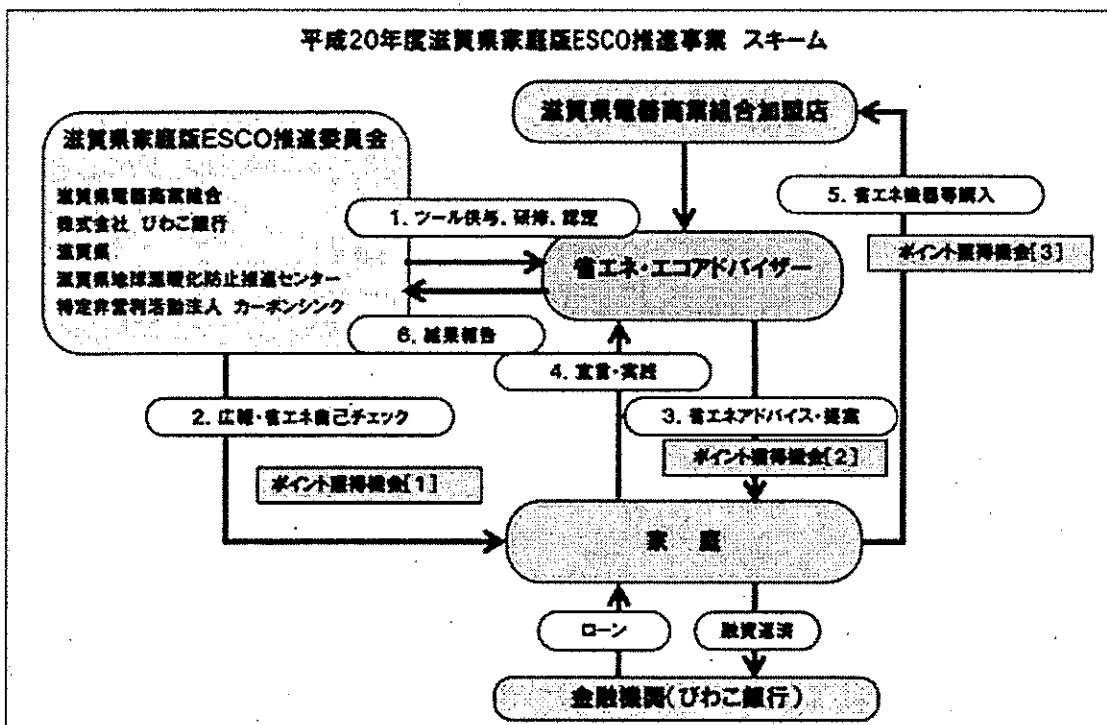 平成20年度滋賀県家庭版ESCO推進事業 スキーム
滋賀県電器商業組合加盟店
滋賀県家庭版ESCO推進委員会
滋賀県電器商業組合
株式会社 びわこ銀行
滋賀県
滋賀県地球温暖化防止推進センター
特定非営利活動法人 カーボンシンク
1. ツール供与、研修、認定
5. 省エネ機器等購入
ポイント獲得機会[3]
省エネ・エコアドバイザー
6. 結果報告
4. 宣言・実践
2. 広報・省エネ自己チェック
3. 省エネアドバイス・提案
ポイント獲得機会[2]
ポイント獲得機会[1]
家 庭
ローン
融資返済
金融機関(びわこ銀行)